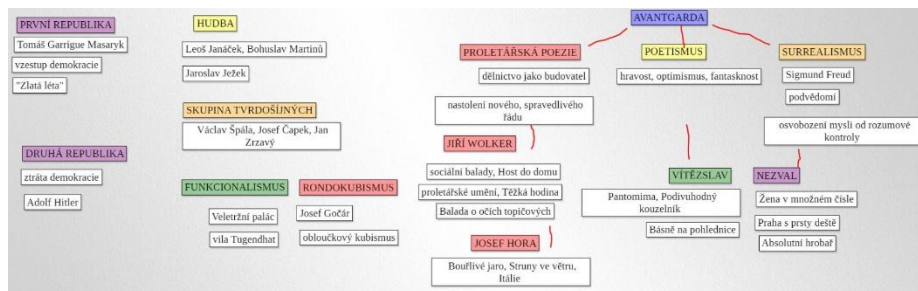 PRVNÍ REPUBLIKA
Tomáš Garrigue Masaryk
vzestup demokracie
"Zlatá léta"
DRUHÁ REPUBLIKA
ztráta demokracie
Adolf Hitler
HUDBA
Leoš Janáček, Bohuslav Martinů
Jaroslav Ježek
SKUPINA TVRDOŠÍJNÝCH
Václav Špála, Josef Čapek, Jan
Zrzavý
FUNKCIONALISMUS
Veletržní palác
vila Tugendhat
RONDOKUBISMUS
Josef Gočár
obloučkový kubismus
AVANTGARDA
PROLETÁŘSKÁ POEZIE
dělnictvo jako budovatel
nastolení nového, spravedlivého
řádu
JIŘÍ WOLKER
sociální balady, Host do domu
proletářské umění, Těžká hodina
Balada o očích topičových
JOSEF HORA
Bouřlivé jaro, Struny ve větru,
Itálie
POETISMUS
hravost, optimismus, fantasknost
VÍTĚZSLAV
Pantomima, Podivuhodný
kouzelník
Básně na pohlednice
SURREALISMUS
Sigmund Freud
podvědomí
osvobození mysli od rozumové
kontroly
NEZVAL
Žena v množném čísle
Praha s prsty deště
Absolutní hrobař